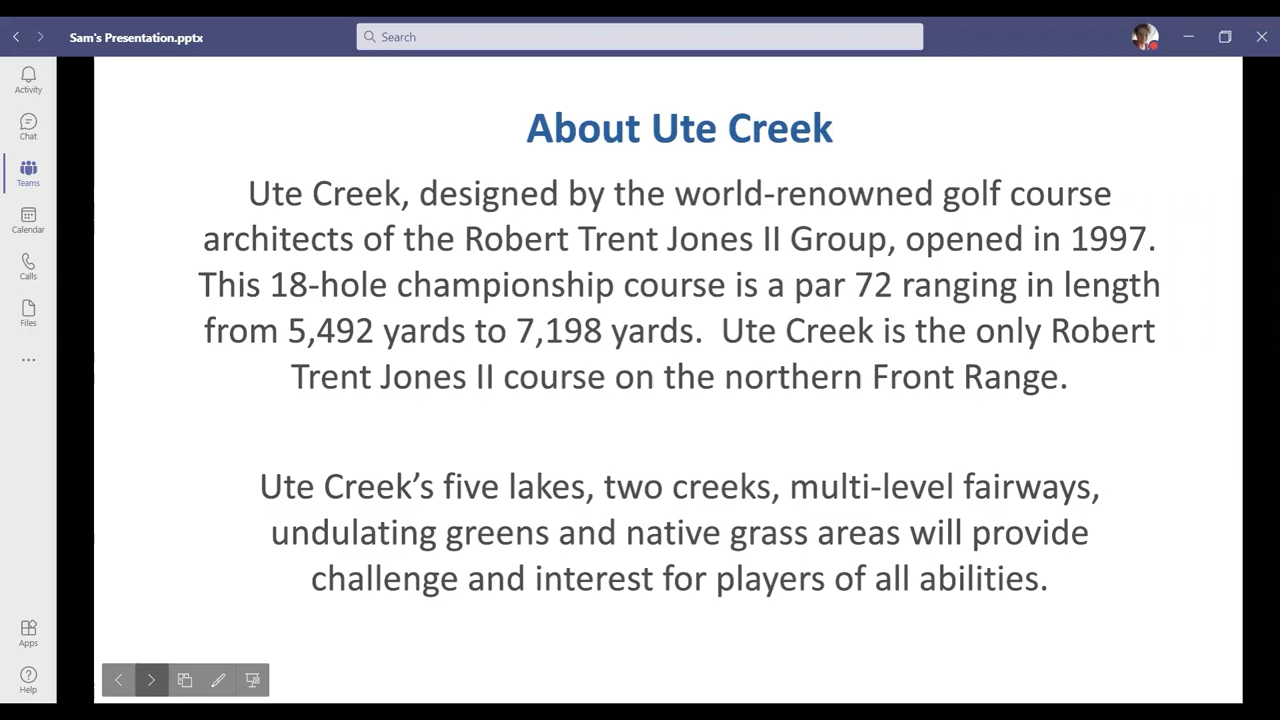 Sam's Presentation.pptx
Search
Activity
Chat
Teams
Calendar
Calls
Files
Apps
Help
About Ute Creek
Ute Creek, designed by the world-renowned golf course
architects of the Robert Trent Jones II Group, opened in 1997.
This 18-hole championship course is a par 72 ranging in length
from 5,492 yards to 7,198 yards.  Ute Creek is the only Robert
Trent Jones II course on the northern Front Range.
Ute Creek’s five lakes, two creeks, multi-level fairways,
undulating greens and native grass areas will provide
challenge and interest for players of all abilities.